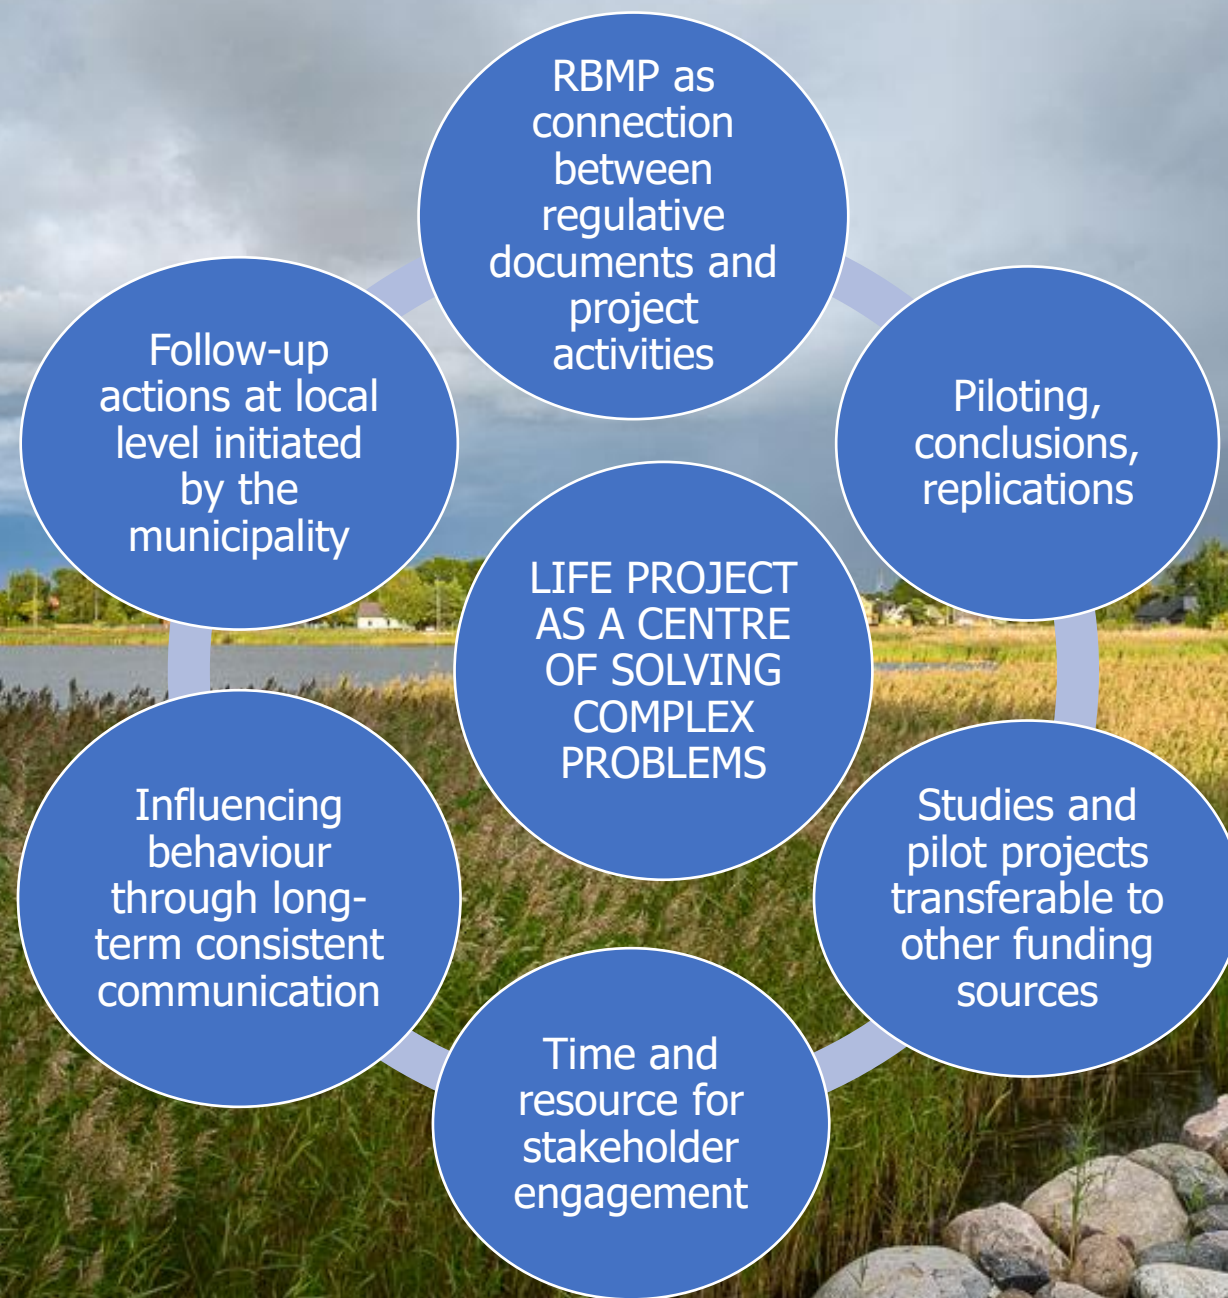 RBMP as
connection
between
regulative
documents and
project
activities
Piloting,
conclusions,
replications
Studies and
pilot projects
transferable to
other funding
sources
Time and
resource for
stakeholder
engagement
Influencing
behaviour
through long-
term consistent
communication
Follow-up
actions at local
level initiated
by the
municipality
LIFE PROJECT
AS A CENTRE
OF SOLVING
COMPLEX
PROBLEMS